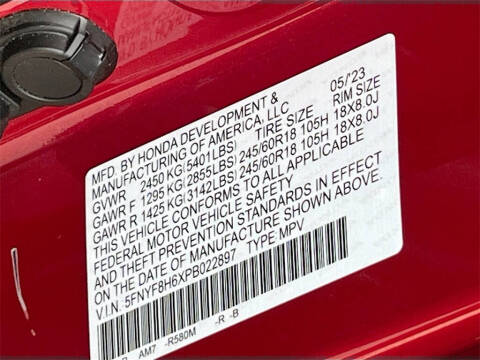 MFD. BY HONDA DEVELOPMENT & 05/'23
MANUFACTURING OF AMERICA, LLC
TIRE SIZE RIM SIZE
GVWR 2450 KG(5401LBS)
GAWR F 1295 KG(2855LBS) 245/60R18 105H 18X8.0J
GAWR R 1425 KG(3142LBS) 245/60R18 105H 18X8.0J
THIS VEHICLE CONFORMS TO ALL APPLICABLE
FEDERAL MOTOR VEHICLE SAFETY
AND THEFT PREVENTION STANDARDS IN EFFECT
ON THE DATE OF MANUFACTURE SHOWN ABOVE.
V.I.N. 5FNYF8H6XPB022897 TYPE: MPV
AM7 -R580M -R -B